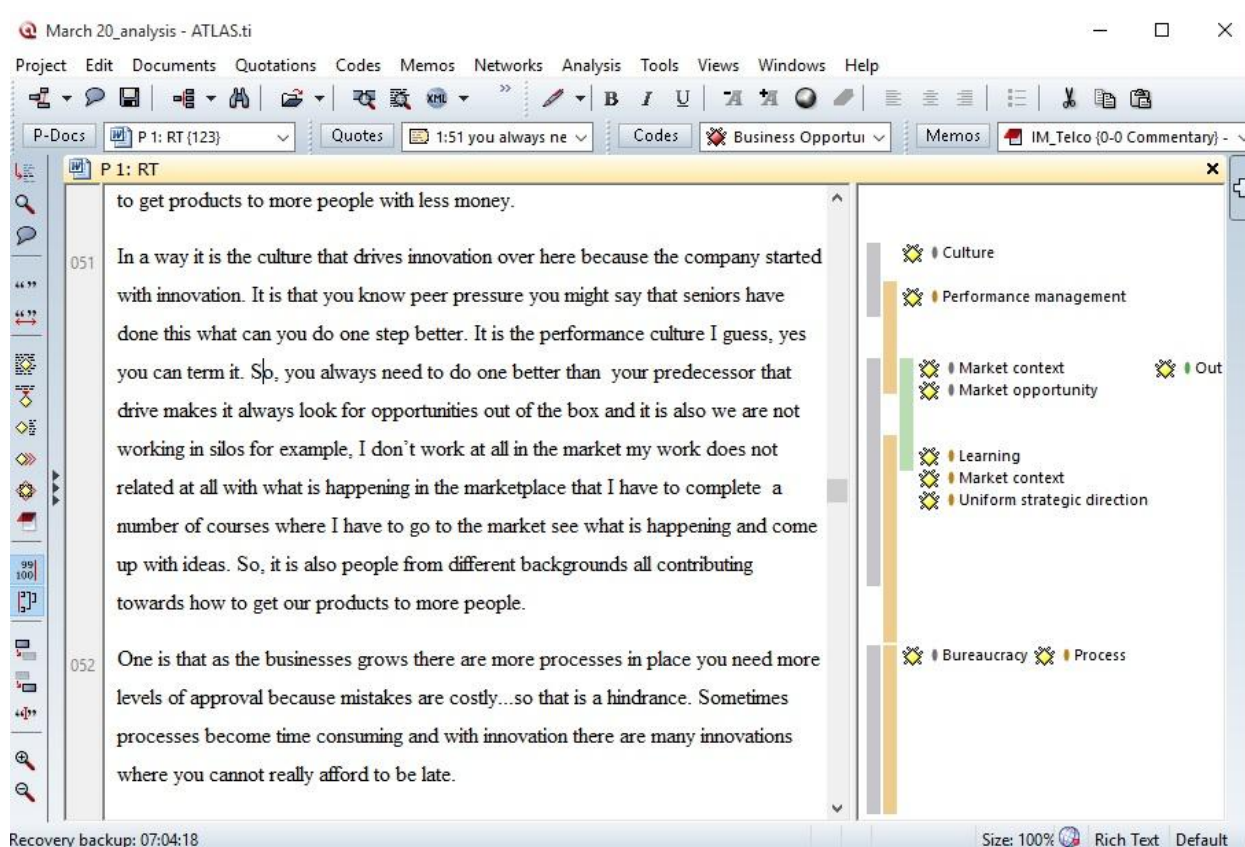 March 20_analysis - ATLAS.ti
Project Edit Documents Quotations Codes Memos Networks Analysis Tools Views Windows Help
XML B I U A A
P-Docs P 1: RT {123} Quotes 1:51 you always ne Codes Business Opportui Memos IM_Telco {0-0 Commentary} -
P 1: RT
to get products to more people with less money.
051 In a way it is the culture that drives innovation over here because the company started
with innovation. It is that you know peer pressure you might say that seniors have
done this what can you do one step better. It is the performance culture I guess, yes
you can term it. So, you always need to do one better than your predecessor that
drive makes it always look for opportunities out of the box and it is also we are not
working in silos for example, I don’t work at all in the market my work does not
related at all with what is happening in the marketplace that I have to complete a
number of courses where I have to go to the market see what is happening and come
up with ideas. So, it is also people from different backgrounds all contributing
towards how to get our products to more people.
052 One is that as the businesses grows there are more processes in place you need more
levels of approval because mistakes are costly...so that is a hindrance. Sometimes
processes become time consuming and with innovation there are many innovations
where you cannot really afford to be late.
Culture
Performance management
Market context Out
Market opportunity
Learning
Market context
Uniform strategic direction
Bureaucracy Process
99
100
Recovery backup: 07:04:18 Size: 100% Rich Text Default